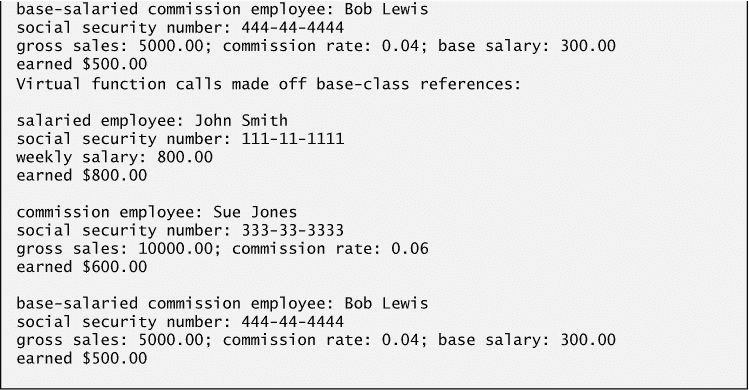 base-salaried commission employee: Bob Lewis
social security number: 444-44-4444
gross sales: 5000.00; commission rate: 0.04; base salary: 300.00
earned $500.00
Virtual function calls made off base-class references:
salaried employee: John Smith
social security number: 111-11-1111
weekly salary: 800.00
earned $800.00
commission employee: Sue Jones
social security number: 333-33-3333
gross sales: 10000.00; commission rate: 0.06
earned $600.00
base-salaried commission employee: Bob Lewis
social security number: 444-44-4444
gross sales: 5000.00; commission rate: 0.04; base salary: 300.00
earned $500.00